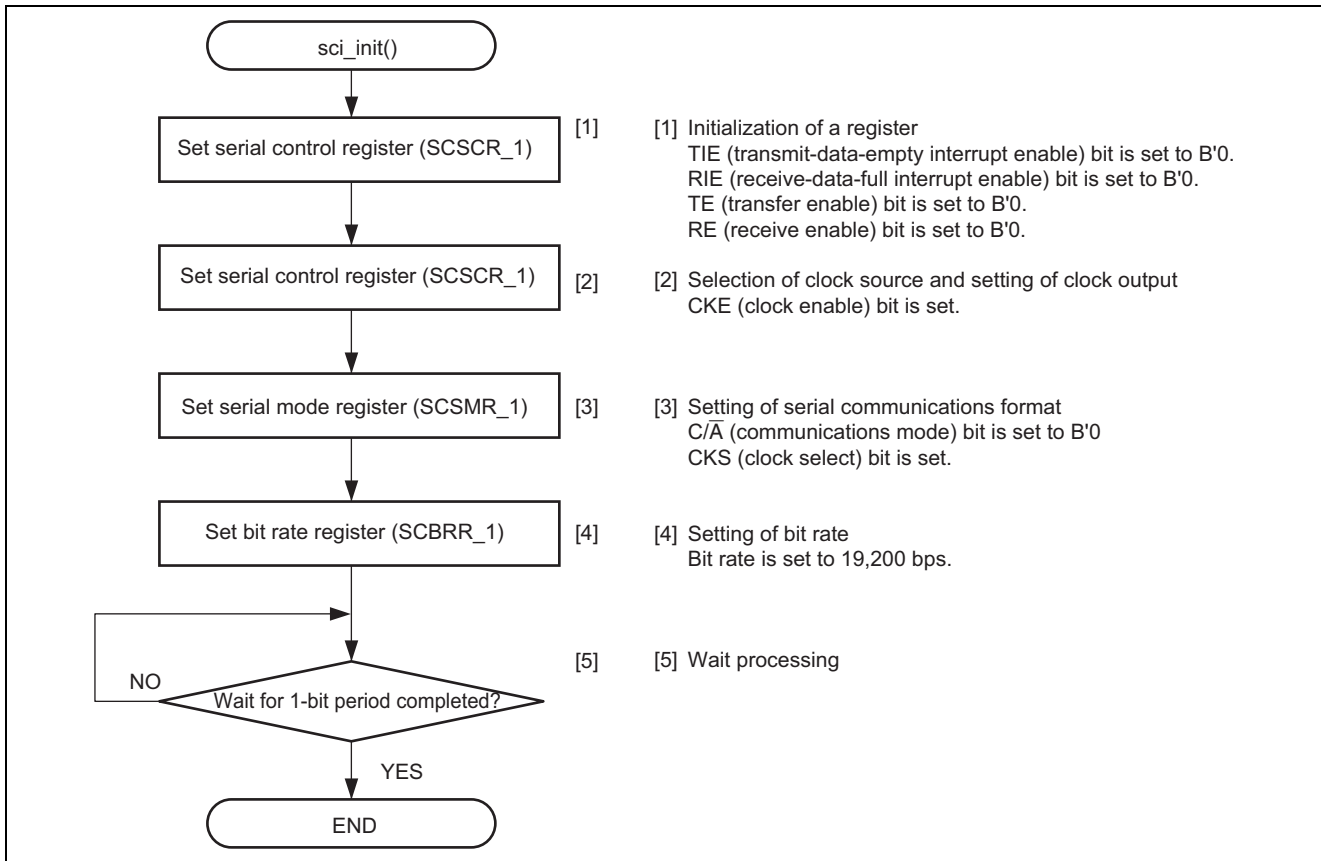 sci_init()
Set serial control register (SCSCR_1)
[1]
[1] Initialization of a register
TIE (transmit-data-empty interrupt enable) bit is set to B'0.
RIE (receive-data-full interrupt enable) bit is set to B'0.
TE (transfer enable) bit is set to B'0.
RE (receive enable) bit is set to B'0.
Set serial control register (SCSCR_1)
[2]
[2] Selection of clock source and setting of clock output
CKE (clock enable) bit is set.
Set serial mode register (SCSMR_1)
[3]
[3] Setting of serial communications format
C/A̅ (communications mode) bit is set to B'0
CKS (clock select) bit is set.
Set bit rate register (SCBRR_1)
[4]
[4] Setting of bit rate
Bit rate is set to 19,200 bps.
[5]
[5] Wait processing
NO
Wait for 1-bit period completed?
YES
END